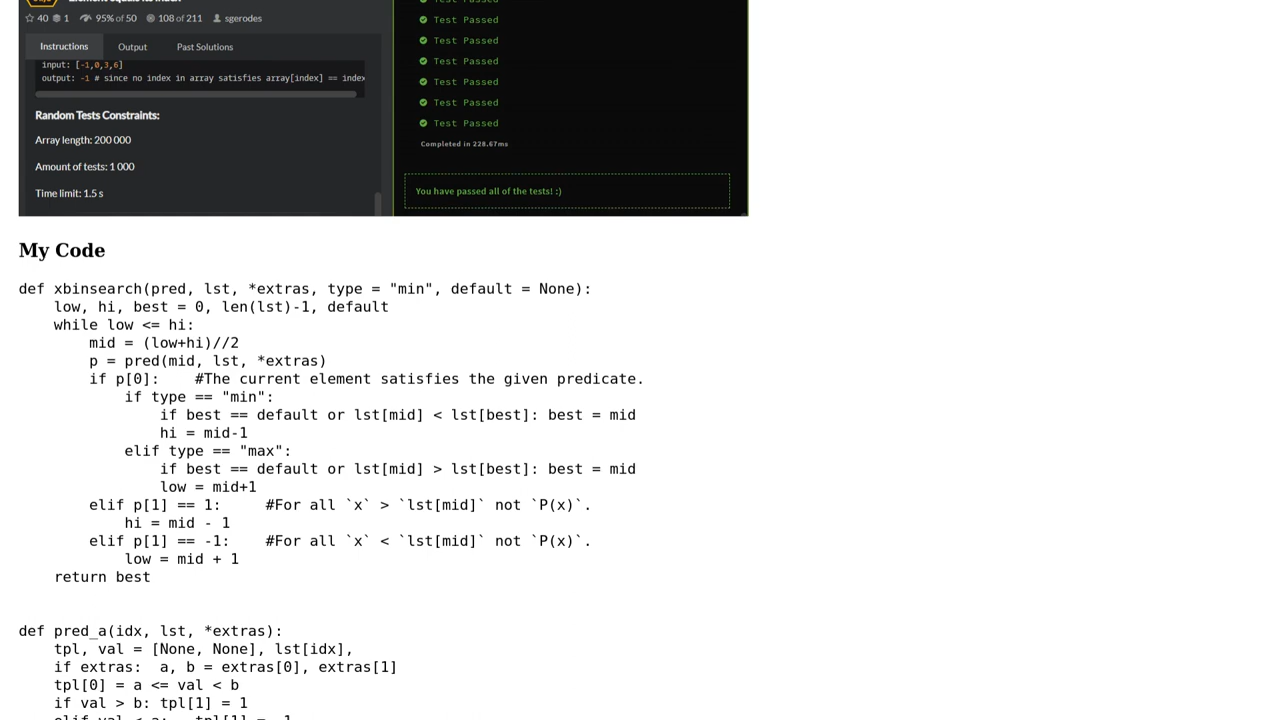 40 1 95% of 50 108 of 211 sgerodes
Instructions Output Past Solutions
input: [-1,0,3,6]
output: -1 # since no index in array satisfies array[index] == index
Random Tests Constraints:
Array length: 200 000
Amount of tests: 1 000
Time limit: 1.5 s
Test Passed
Test Passed
Test Passed
Test Passed
Test Passed
Test Passed
Completed in 228.67ms
You have passed all of the tests! :)
My Code
def xbinsearch(pred, lst, *extras, type = "min", default = None):
    low, hi, best = 0, len(lst)-1, default
    while low <= hi:
        mid = (low+hi)//2
        p = pred(mid, lst, *extras)
        if p[0]:    #The current element satisfies the given predicate.
            if type == "min":
                if best == default or lst[mid] < lst[best]: best = mid
                hi = mid-1
            elif type == "max":
                if best == default or lst[mid] > lst[best]: best = mid
                low = mid+1
        elif p[1] == 1:     #For all `x` > `lst[mid]` not `P(x)`.
            hi = mid - 1
        elif p[1] == -1:    #For all `x` < `lst[mid]` not `P(x)`.
            low = mid + 1
    return best
def pred_a(idx, lst, *extras):
    tpl, val = [None, None], lst[idx],
    if extras:  a, b = extras[0], extras[1]
    tpl[0] = a <= val < b
    if val > b: tpl[1] = 1